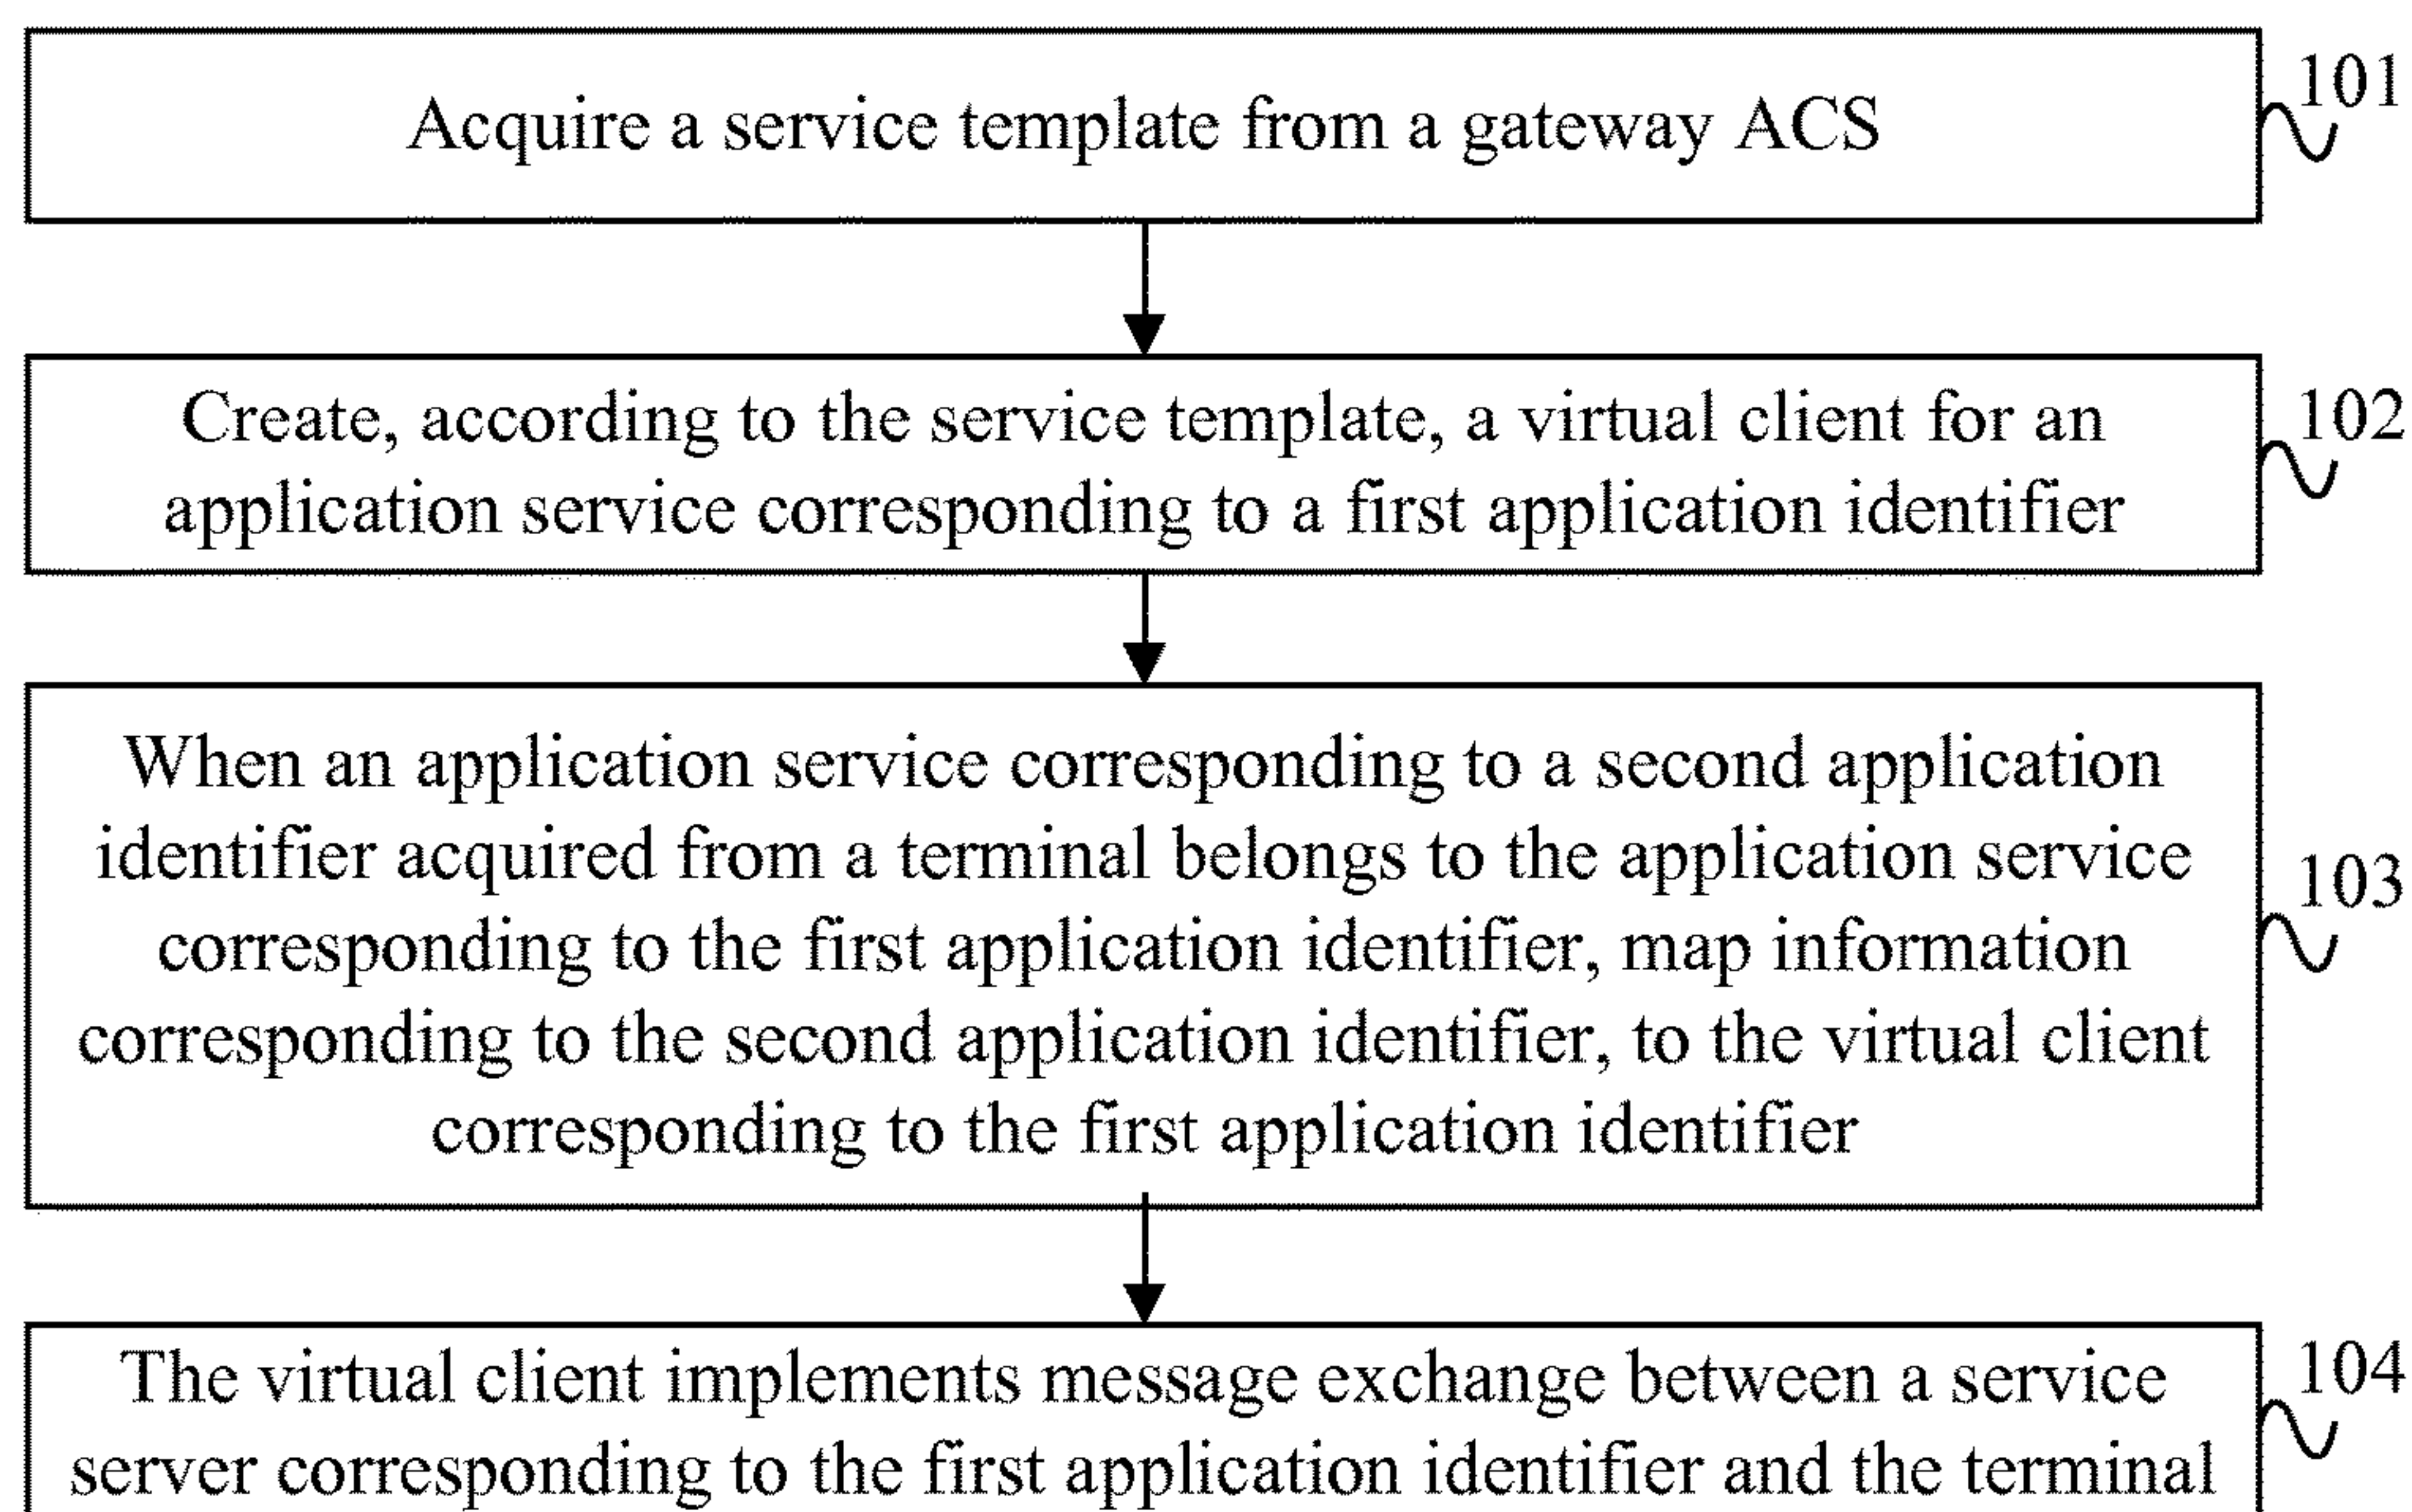 Acquire a service template from a gateway ACS
101
Create, according to the service template, a virtual client for an
application service corresponding to a first application identifier
102
When an application service corresponding to a second application
identifier acquired from a terminal belongs to the application service
corresponding to the first application identifier, map information
corresponding to the second application identifier, to the virtual client
corresponding to the first application identifier
103
The virtual client implements message exchange between a service
server corresponding to the first application identifier and the terminal
104